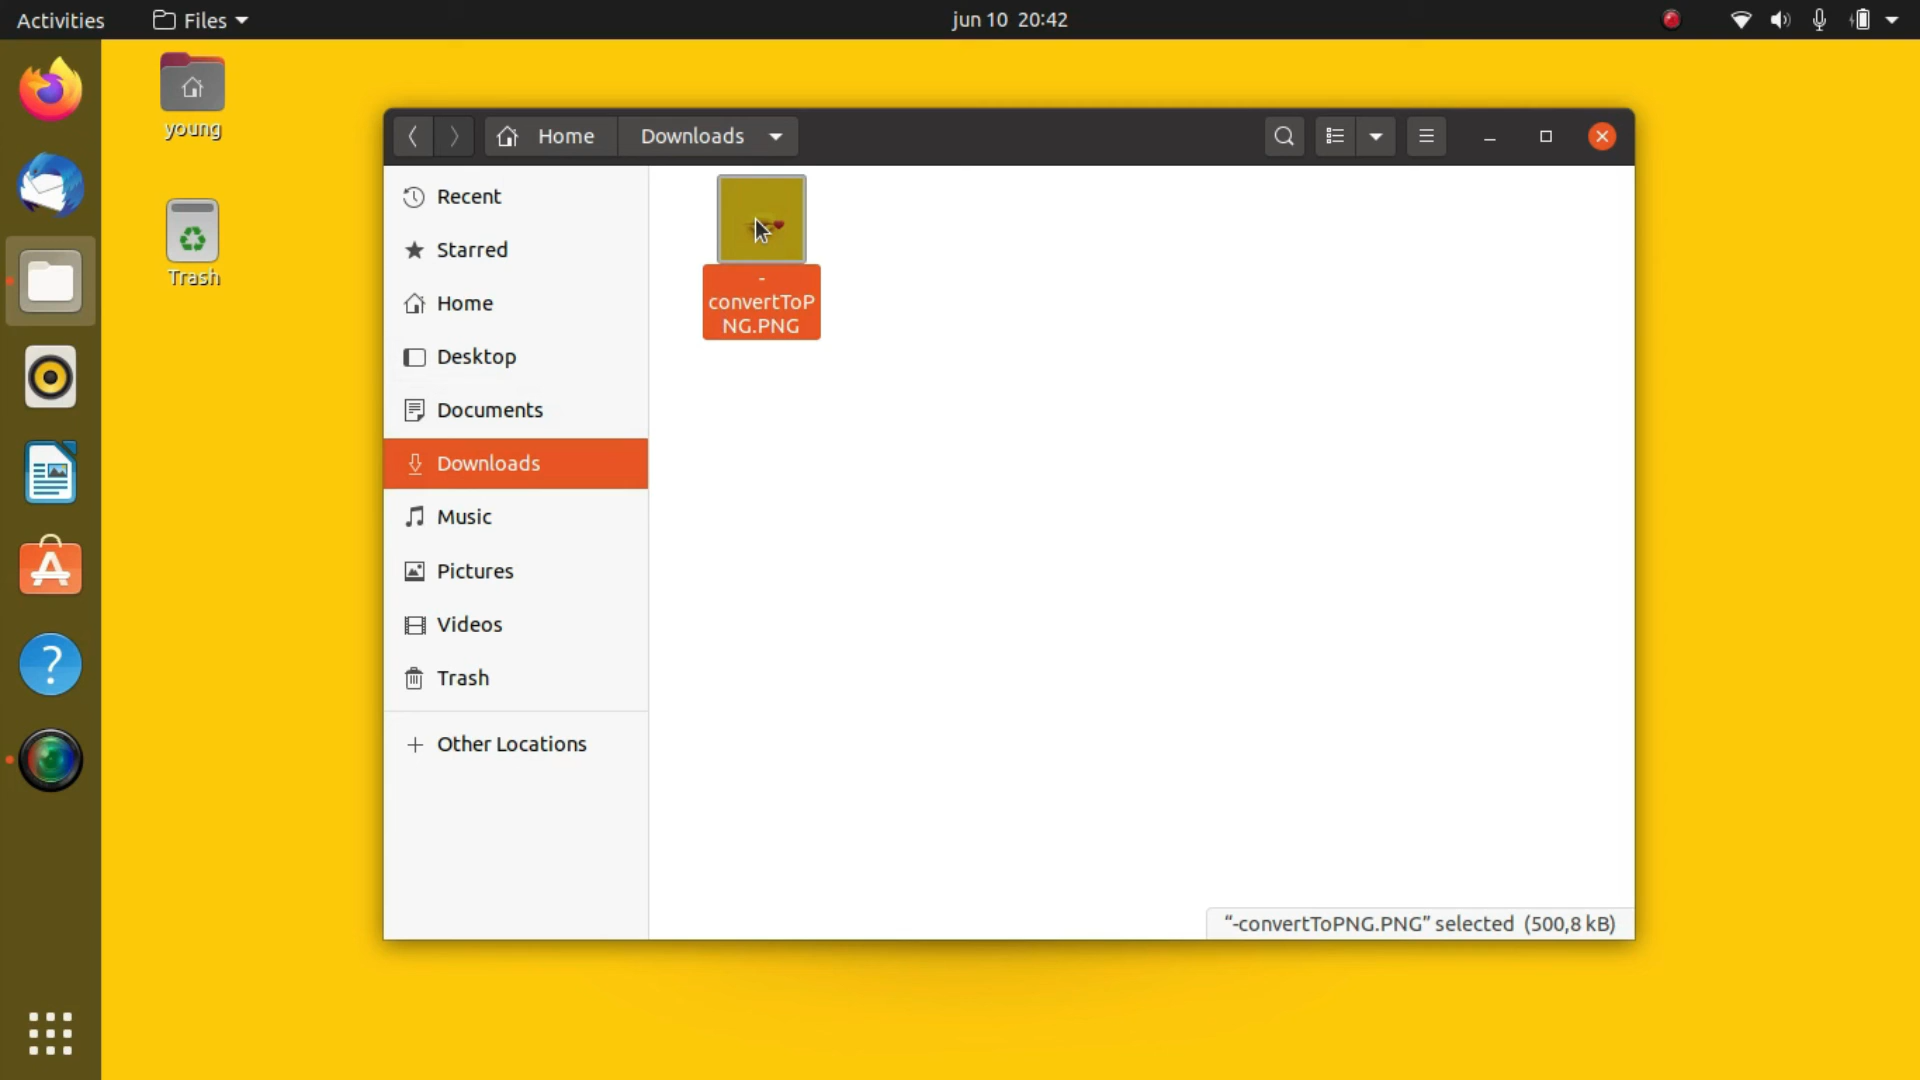 Activities
Files
jun 10 20:42
young
Trash
Home
Downloads
Recent
Starred
Home
Desktop
Documents
Downloads
Music
Pictures
Videos
Trash
Other Locations
-
convertToP
NG.PNG
“-convertToPNG.PNG” selected (500,8 kB)